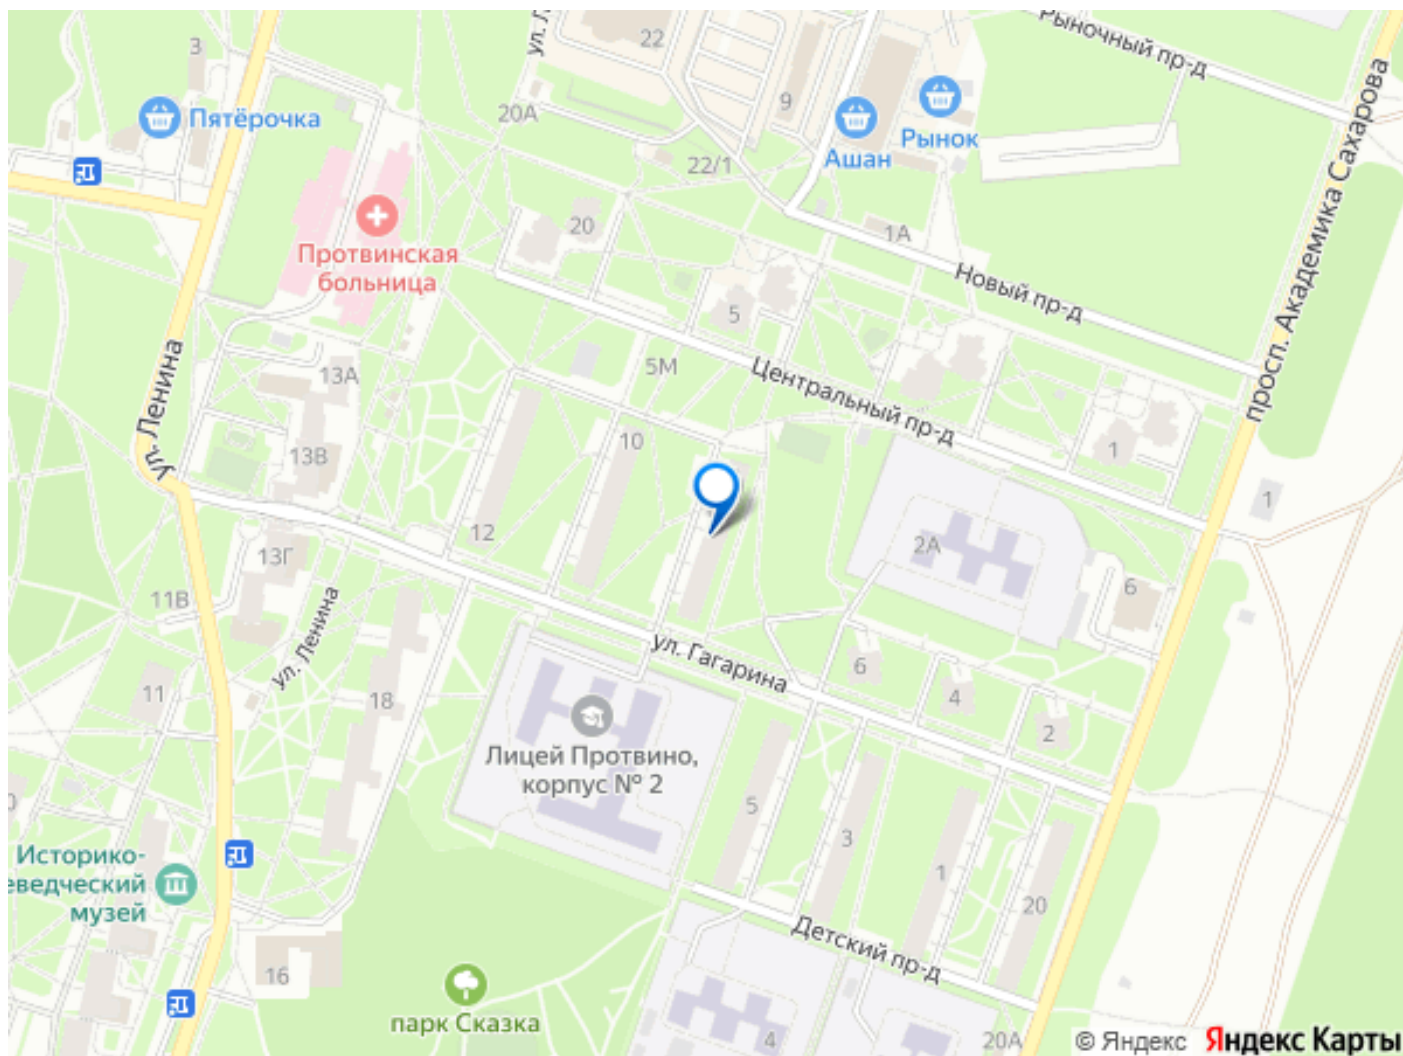 Рыночный пр-д
22
3
9
20А
Пятёрочка
Рынок
Ашан
22/1
просп. Академика Сахарова
20
1А
Протвинская
больница
Новый пр-д
5
ул. Ленина
5М
13А
Центральный пр-д
10
1
13В
1
12
2А
13Г
6
11В
ул. Ленина
ул. Гагарина
6
11
4
18
2
Лицей Протвино,
корпус № 2
5
3
Историко-
еведческий
музей
1
20
Детский пр-д
16
парк Сказка
4
20А
© Яндекс Яндекс Карты